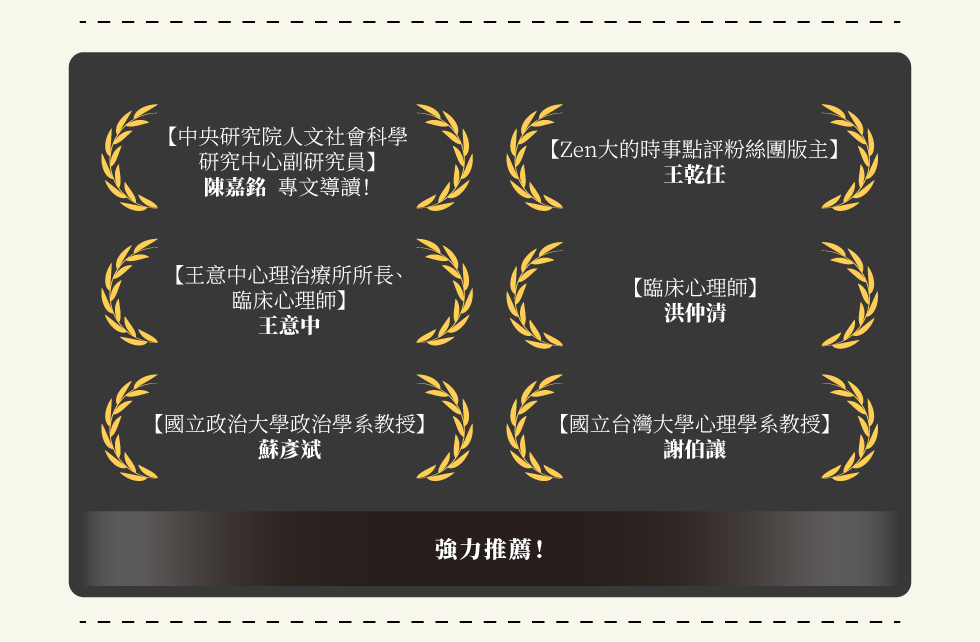 【中央研究院人文社會科學
研究中心副研究員】
陳嘉銘 專文導讀!
【Zen大的時事點評粉絲團版主】
王乾任
【王意中心理治療所所長、
臨床心理師】
王意中
【臨床心理師】
洪仲清
【國立政治大學政治學系教授】
蘇彥斌
【國立台灣大學心理學系教授】
謝伯讓
強力推薦!